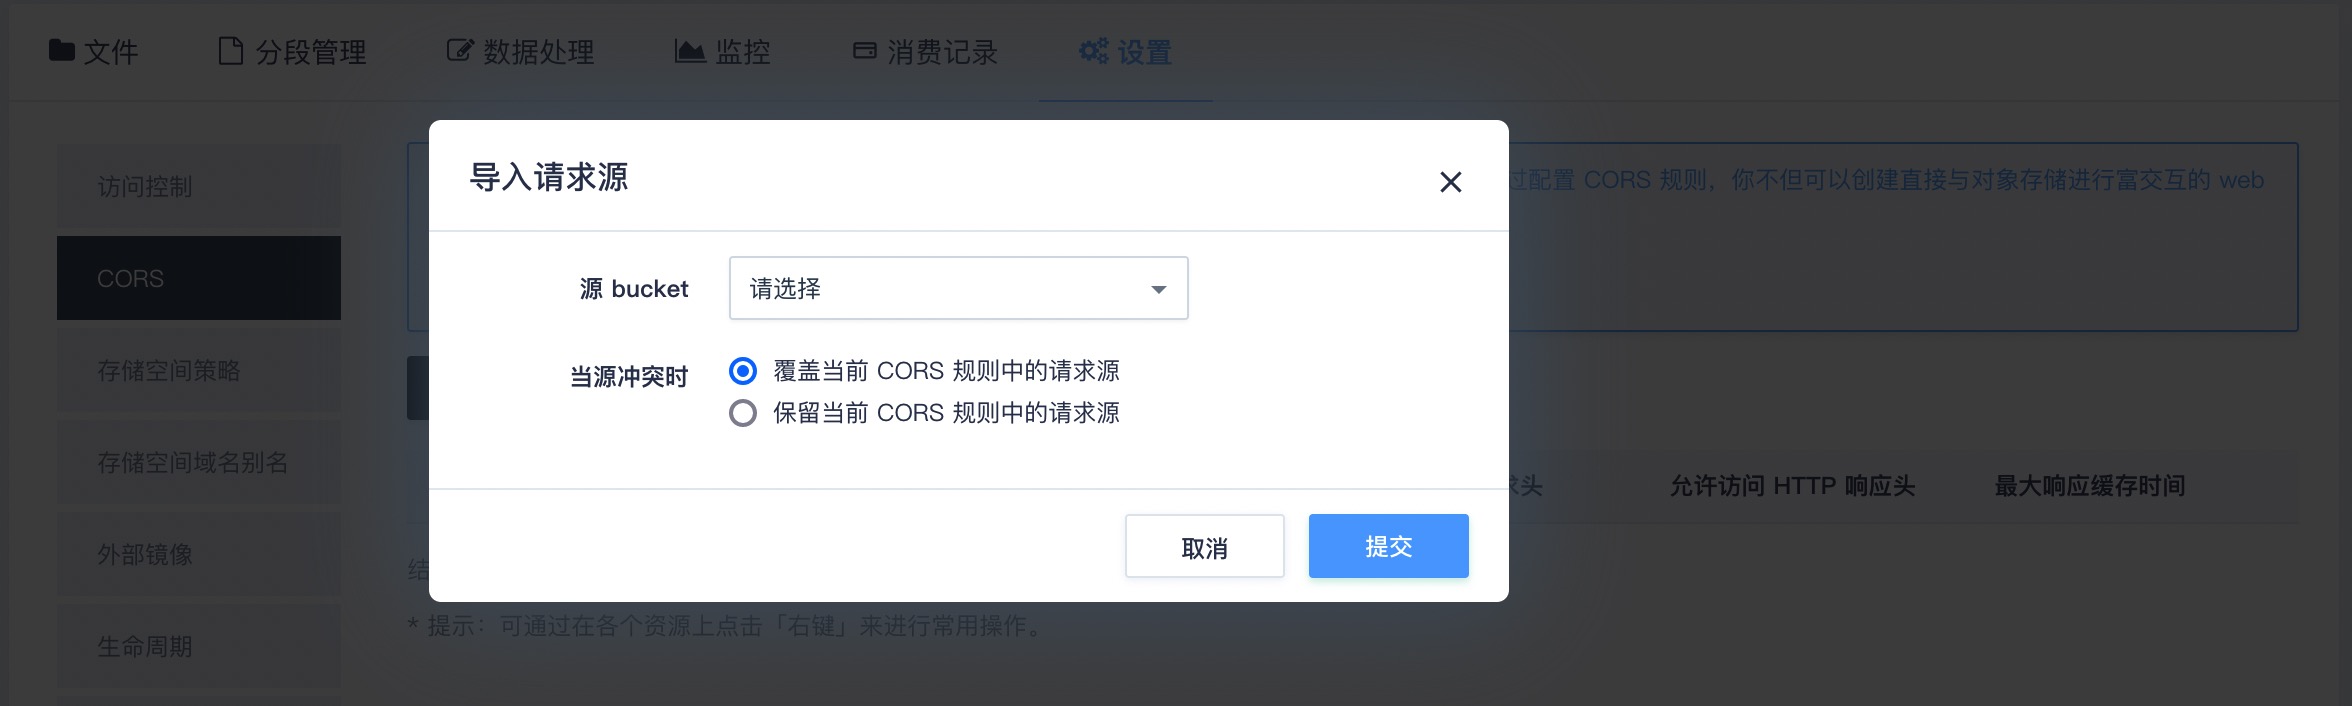 文件 分段管理 数据处理 监控 消费记录 设置
访问控制
CORS
存储空间策略
存储空间域名别名
外部镜像
生命周期
过配置 CORS 规则，你不但可以创建直接与对象存储进行富交互的 web
导入请求源
源 bucket 请选择
当源冲突时 覆盖当前 CORS 规则中的请求源
保留当前 CORS 规则中的请求源
取消 提交
求头 允许访问 HTTP 响应头 最大响应缓存时间
结
* 提示：可通过在各个资源上点击「右键」来进行常用操作。